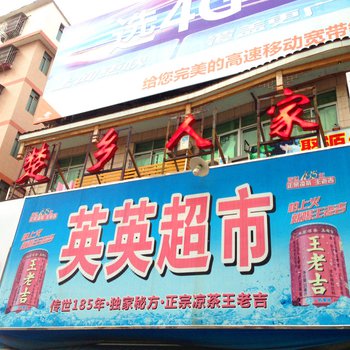 选4G
给您完美的高速移动宽带
楚乡人家
英英超市
传世185年·独家秘方·正宗凉茶王老吉
王老吉
王老吉